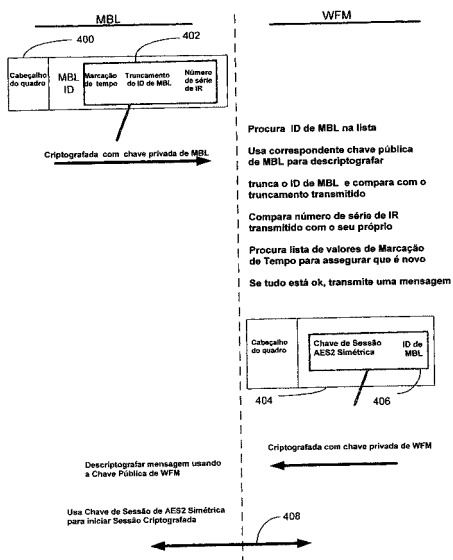 MBL
WFM
400
402
Cabeçalho
do quadro
MBL
ID
Marcação
de tempo
Truncamento
do ID de MBL
Número
de série
de IR
Criptografada com chave privada de MBL
Procura ID de MBL na lista
Usa correspondente chave pública
de MBL para descriptografar
trunca o ID de MBL e compara com o
truncamento transmitido
Compara número de série de IR
transmitido com o seu próprio
Procura lista de valores de Marcação
de Tempo para assegurar que é novo
Se tudo está ok, transmite uma mensagem
Cabeçalho
do quadro
Chave de Sessão
AES2 Simétrica
ID de
MBL
404
406
Criptografada com chave privada de WFM
Descriptografar mensagem usando
a Chave Pública de WFM
Usa Chave de Sessão de AES2 Simétrica
para iniciar Sessão Criptografada
408